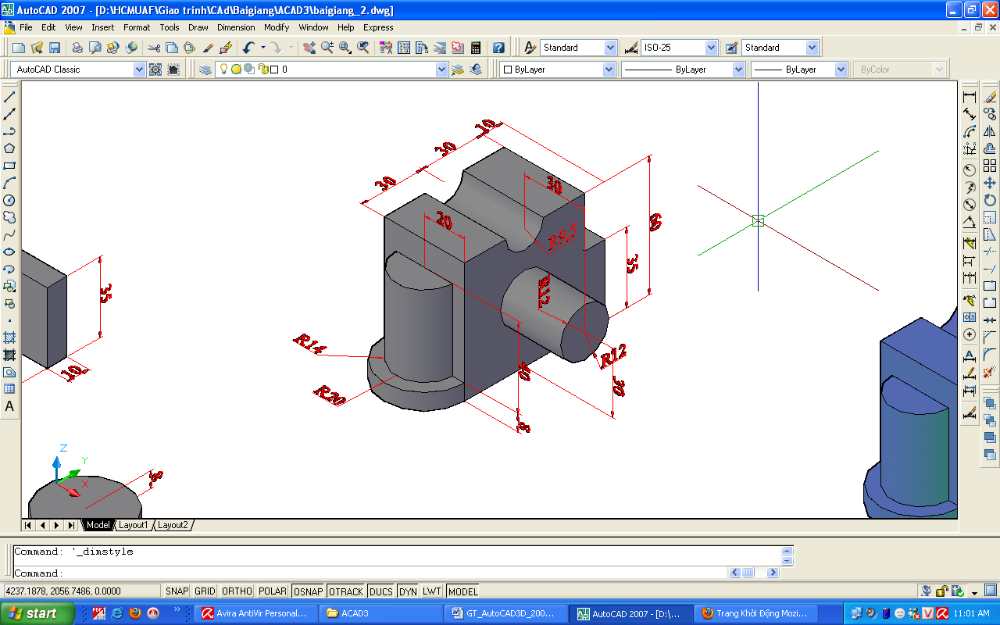 AutoCAD 2007 - [D:\HCMUAF\Giao trinh\CAd\Baigiang\ACAD3\baigiang_2.dwg]
File Edit View Insert Format Tools Draw Dimension Modify Window Help Express
Standard ISO-25 Standard
AutoCAD Classic 0 ByLayer ByLayer ByLayer ByColor
10
30
30
30
20
R9,5
60
35
R12
35
10
R14
R12
R20
40
30
8
Z
Y
X
8
Model Layout1 Layout2
Command: '_dimstyle
Command:
4237.1878, 2056.7486, 0.0000 SNAP GRID ORTHO POLAR OSNAP OTRACK DUCS DYN LWT MODEL
start PDF » Avira AntiVir Personal... ACAD3 GT_AutoCAD3D_200... AutoCAD 2007 - [D:\... Trang Khởi Động Mozi... 11:01 AM